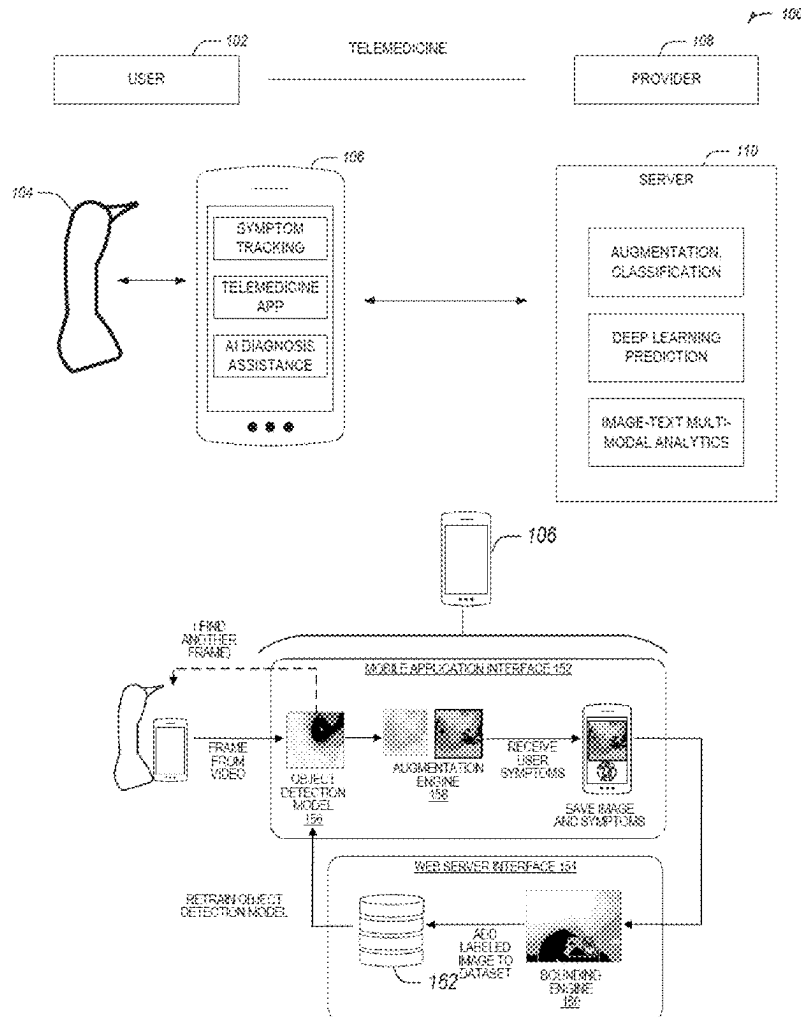 100
102
TELEMEDICINE
108
USER
PROVIDER
104
106
110
SERVER
SYMPTOM
TRACKING
TELEMEDICINE
APP
AI DIAGNOSIS
ASSISTANCE
AUGMENTATION,
CLASSIFICATION
DEEP LEARNING
PREDICTION
IMAGE-TEXT MULTI-
MODAL ANALYTICS
106
FIND
ANOTHER
FRAME)
MOBILE APPLICATION INTERFACE 152
FRAME
FROM
VIDEO
OBJECT
DETECTION
MODEL
156
AUGMENTATION
ENGINE
158
RECEIVE
USER
SYMPTOMS
SAVE IMAGE
AND SYMPTOMS
WEB SERVER INTERFACE 154
RETRAIN OBJECT
DETECTION MODEL
162
ADD
LABELED
IMAGE TO
DATASET
BOUNDING
ENGINE
160